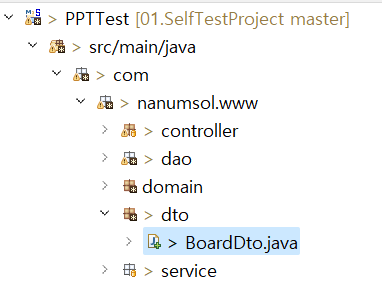 > PPTTest [01.SelfTestProject master]
> src/main/java
> com
> nanumsol.www
> controller
> dao
domain
> dto
> BoardDto.java
> service